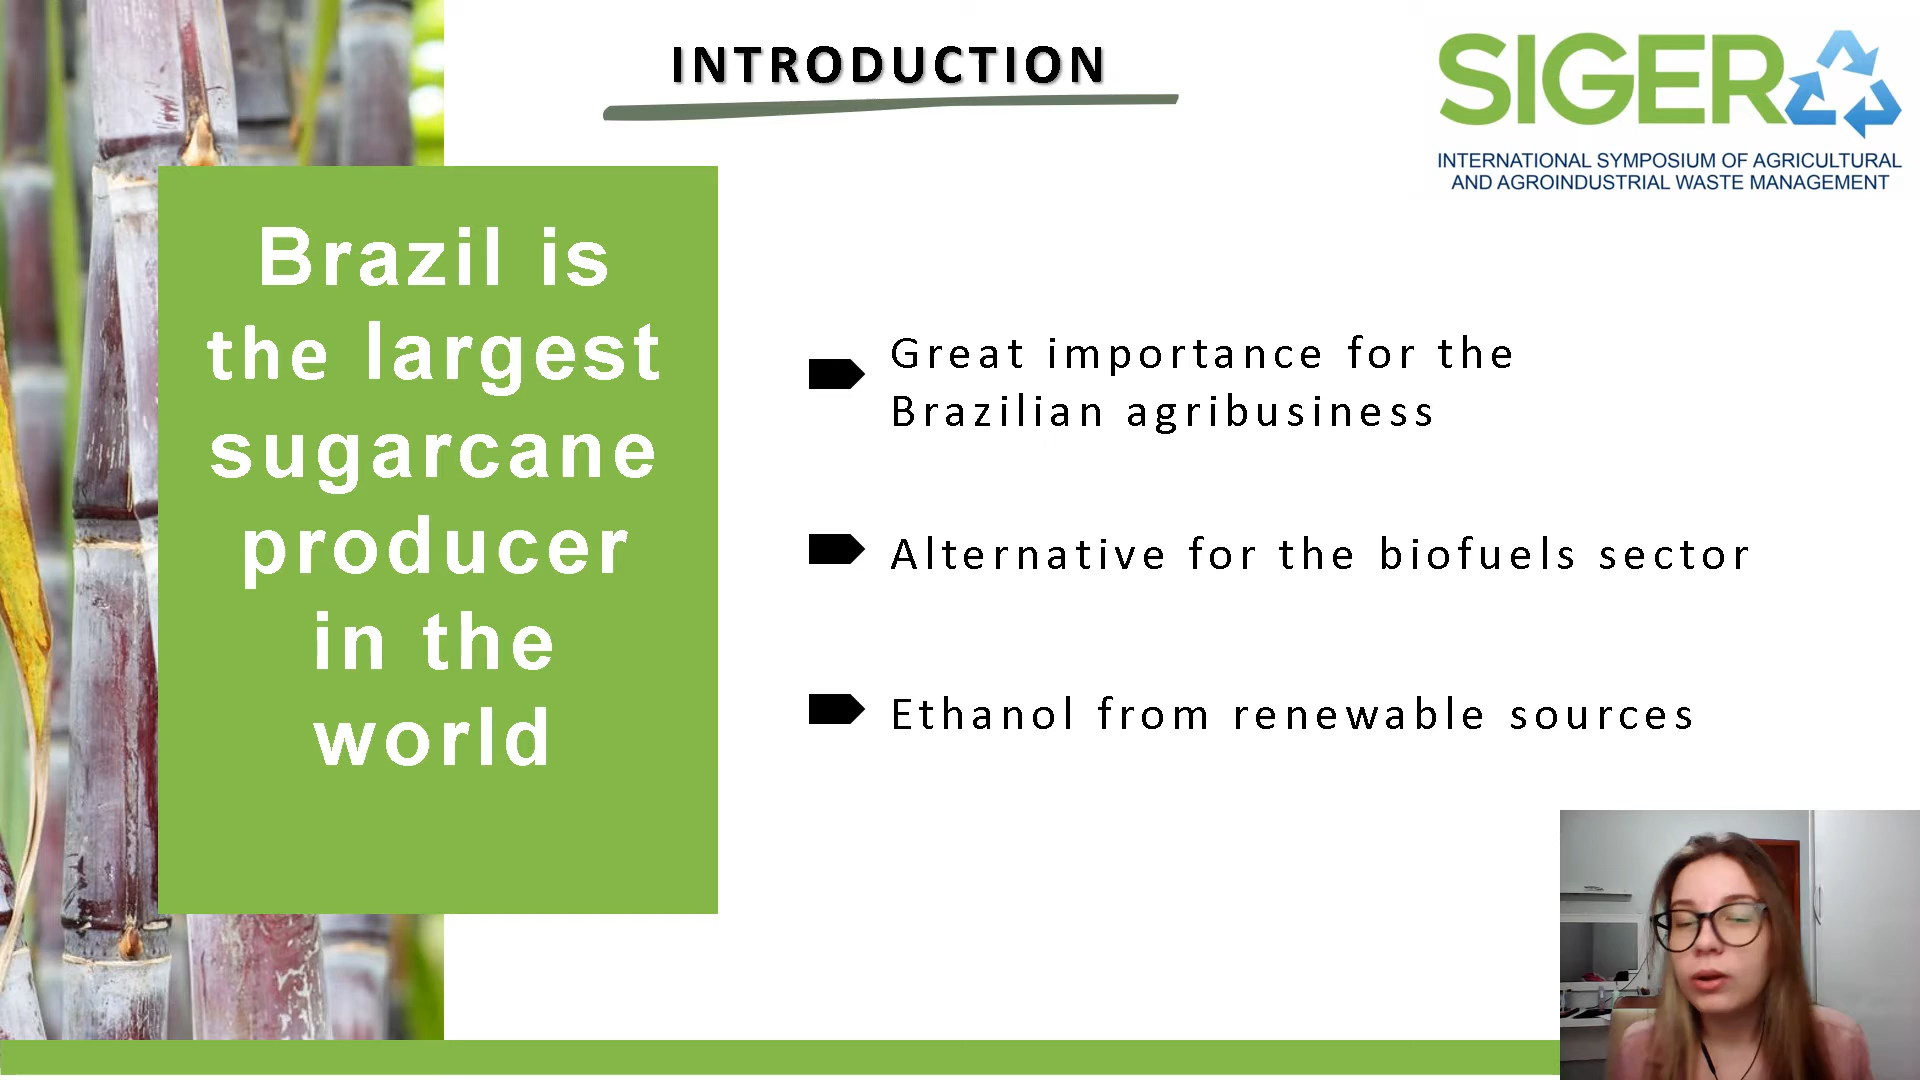 INTRODUCTION
SIGERA
INTERNATIONAL SYMPOSIUM OF AGRICULTURAL
AND AGROINDUSTRIAL WASTE MANAGEMENT
Brazil is
the largest
sugarcane
producer
in the
world
Great importance for the
Brazilian agribusiness
Alternative for the biofuels sector
Ethanol from renewable sources